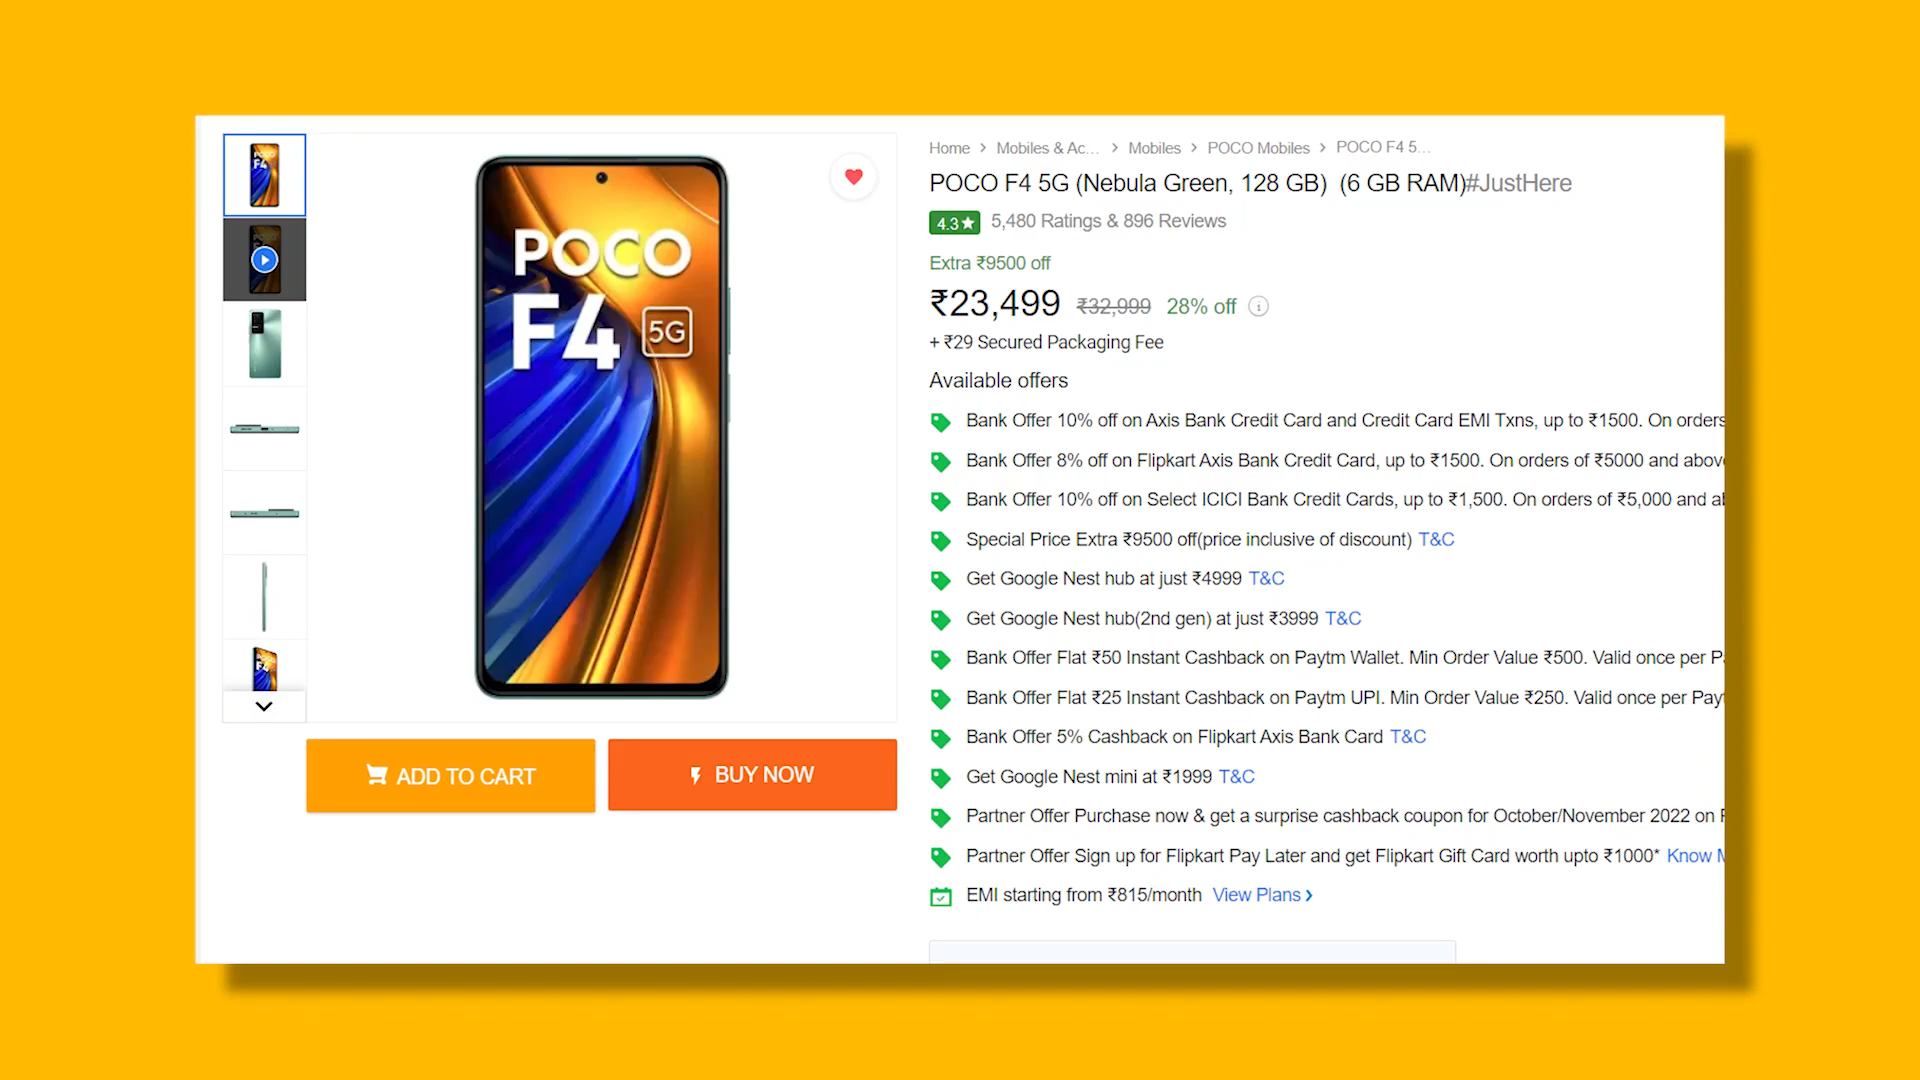 Home > Mobiles & Ac... > Mobiles > POCO Mobiles > POCO F4 5...
POCO F4 5G (Nebula Green, 128 GB) (6 GB RAM)#JustHere
4.3★ 5,480 Ratings & 896 Reviews
Extra ₹9500 off
₹23,499 ₹32,999 28% off
+ ₹29 Secured Packaging Fee
Available offers
Bank Offer 10% off on Axis Bank Credit Card and Credit Card EMI Txns, up to ₹1500. On orders
Bank Offer 8% off on Flipkart Axis Bank Credit Card, up to ₹1500. On orders of ₹5000 and above
Bank Offer 10% off on Select ICICI Bank Credit Cards, up to ₹1,500. On orders of ₹5,000 and
Special Price Extra ₹9500 off(price inclusive of discount) T&C
Get Google Nest hub at just ₹4999 T&C
Get Google Nest hub(2nd gen) at just ₹3999 T&C
Bank Offer Flat ₹50 Instant Cashback on Paytm Wallet. Min Order Value ₹500. Valid once per
Bank Offer Flat ₹25 Instant Cashback on Paytm UPI. Min Order Value ₹250. Valid once per
Bank Offer 5% Cashback on Flipkart Axis Bank Card T&C
Get Google Nest mini at ₹1999 T&C
Partner Offer Purchase now & get a surprise cashback coupon for October/November 2022 on
Partner Offer Sign up for Flipkart Pay Later and get Flipkart Gift Card worth upto ₹1000* Know
EMI starting from ₹815/month View Plans >
POCO
F4 5G
ADD TO CART
BUY NOW